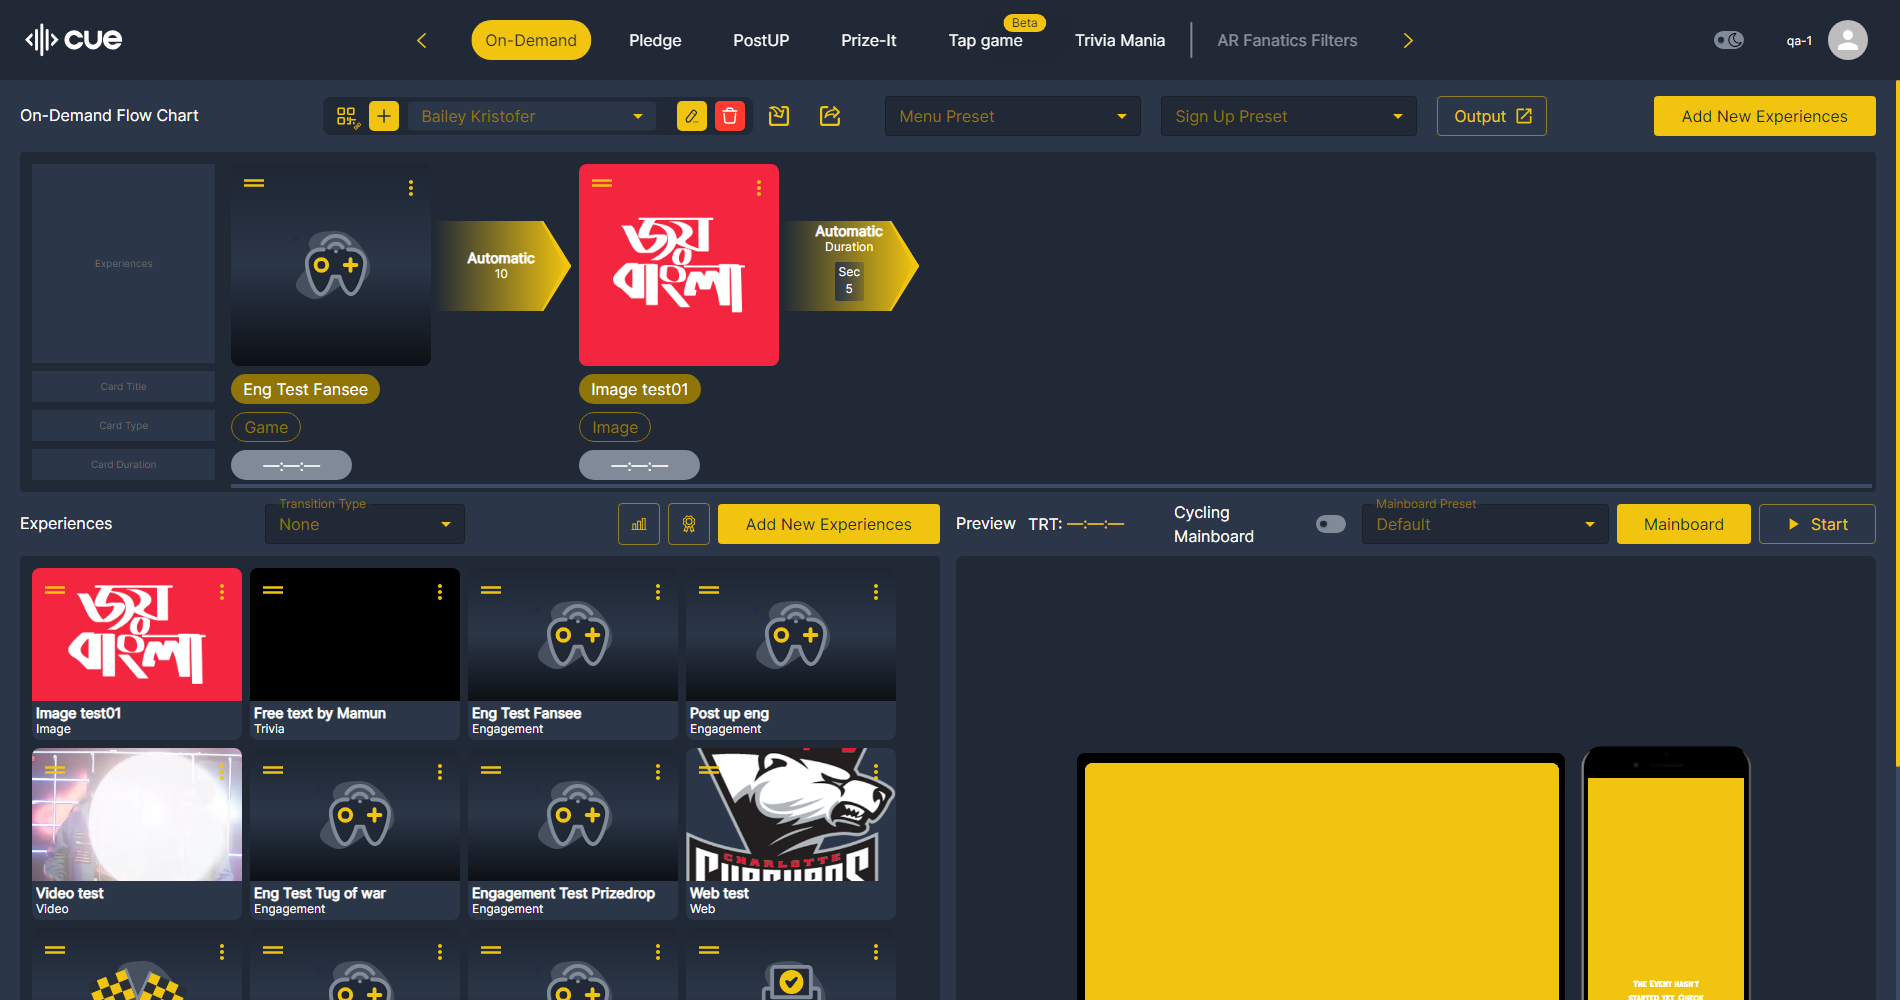 cue
On-Demand
Pledge
PostUP
Prize-It
Beta
Tap game
Trivia Mania
AR Fanatics Filters
qa-1
On-Demand Flow Chart
Bailey Kristofer
Menu Preset
Sign Up Preset
Output
Add New Experiences
Experiences
Automatic
10
জয়
বাংলা
Automatic
Duration
Sec
5
Card Title
Eng Test Fansee
Image test01
Card Type
Game
Image
Card Duration
—:—:—
—:—:—
Experiences
Transition Type
None
Add New Experiences
Preview
TRT: —:—:—
Cycling
Mainboard
Mainboard Preset
Default
Mainboard
Start
জয়
বাংলা
Image test01
Image
Free text by Mamun
Trivia
Eng Test Fansee
Engagement
Post up eng
Engagement
Video test
Video
Eng Test Tug of war
Engagement
Engagement Test Prizedrop
Engagement
CHARLOTTE
Web test
Web
The Event hasn't
started yet. Check